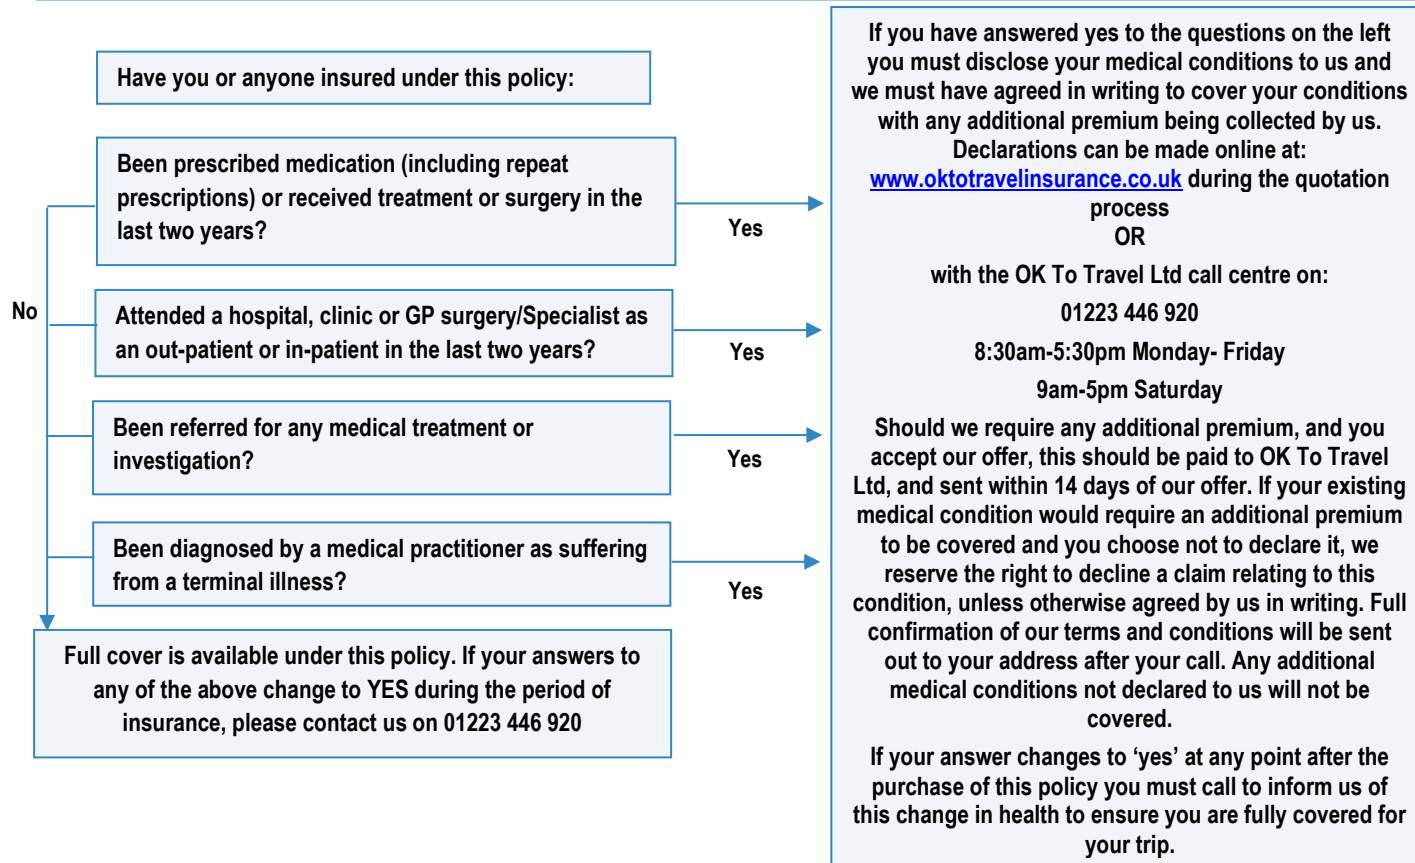 Have you or anyone insured under this policy:
Been prescribed medication (including repeat
prescriptions) or received treatment or surgery in the
last two years?
Yes
No
Attended a hospital, clinic or GP surgery/Specialist as
an out-patient or in-patient in the last two years?
Yes
Been referred for any medical treatment or
investigation?
Yes
Been diagnosed by a medical practitioner as suffering
from a terminal illness?
Yes
Full cover is available under this policy. If your answers to
any of the above change to YES during the period of
insurance, please contact us on 01223 446 920
If you have answered yes to the questions on the left
you must disclose your medical conditions to us and
we must have agreed in writing to cover your conditions
with any additional premium being collected by us.
Declarations can be made online at:
www.oktotravelinsurance.co.uk during the quotation
process
OR
with the OK To Travel Ltd call centre on:
01223 446 920
8:30am-5:30pm Monday- Friday
9am-5pm Saturday
Should we require any additional premium, and you
accept our offer, this should be paid to OK To Travel
Ltd, and sent within 14 days of our offer. If your existing
medical condition would require an additional premium
to be covered and you choose not to declare it, we
reserve the right to decline a claim relating to this
condition, unless otherwise agreed by us in writing. Full
confirmation of our terms and conditions will be sent
out to your address after your call. Any additional
medical conditions not declared to us will not be
covered.
If your answer changes to ‘yes’ at any point after the
purchase of this policy you must call to inform us of
this change in health to ensure you are fully covered for
your trip.